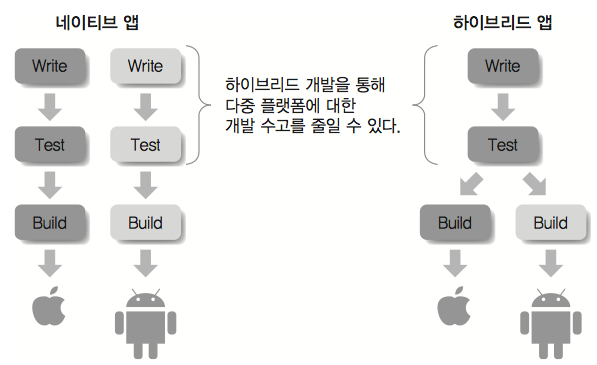 네이티브 앱
하이브리드 앱
Write
Write
Write
하이브리드 개발을 통해
다중 플랫폼에 대한
개발 수고를 줄일 수 있다.
Test
Test
Test
Build
Build
Build
Build